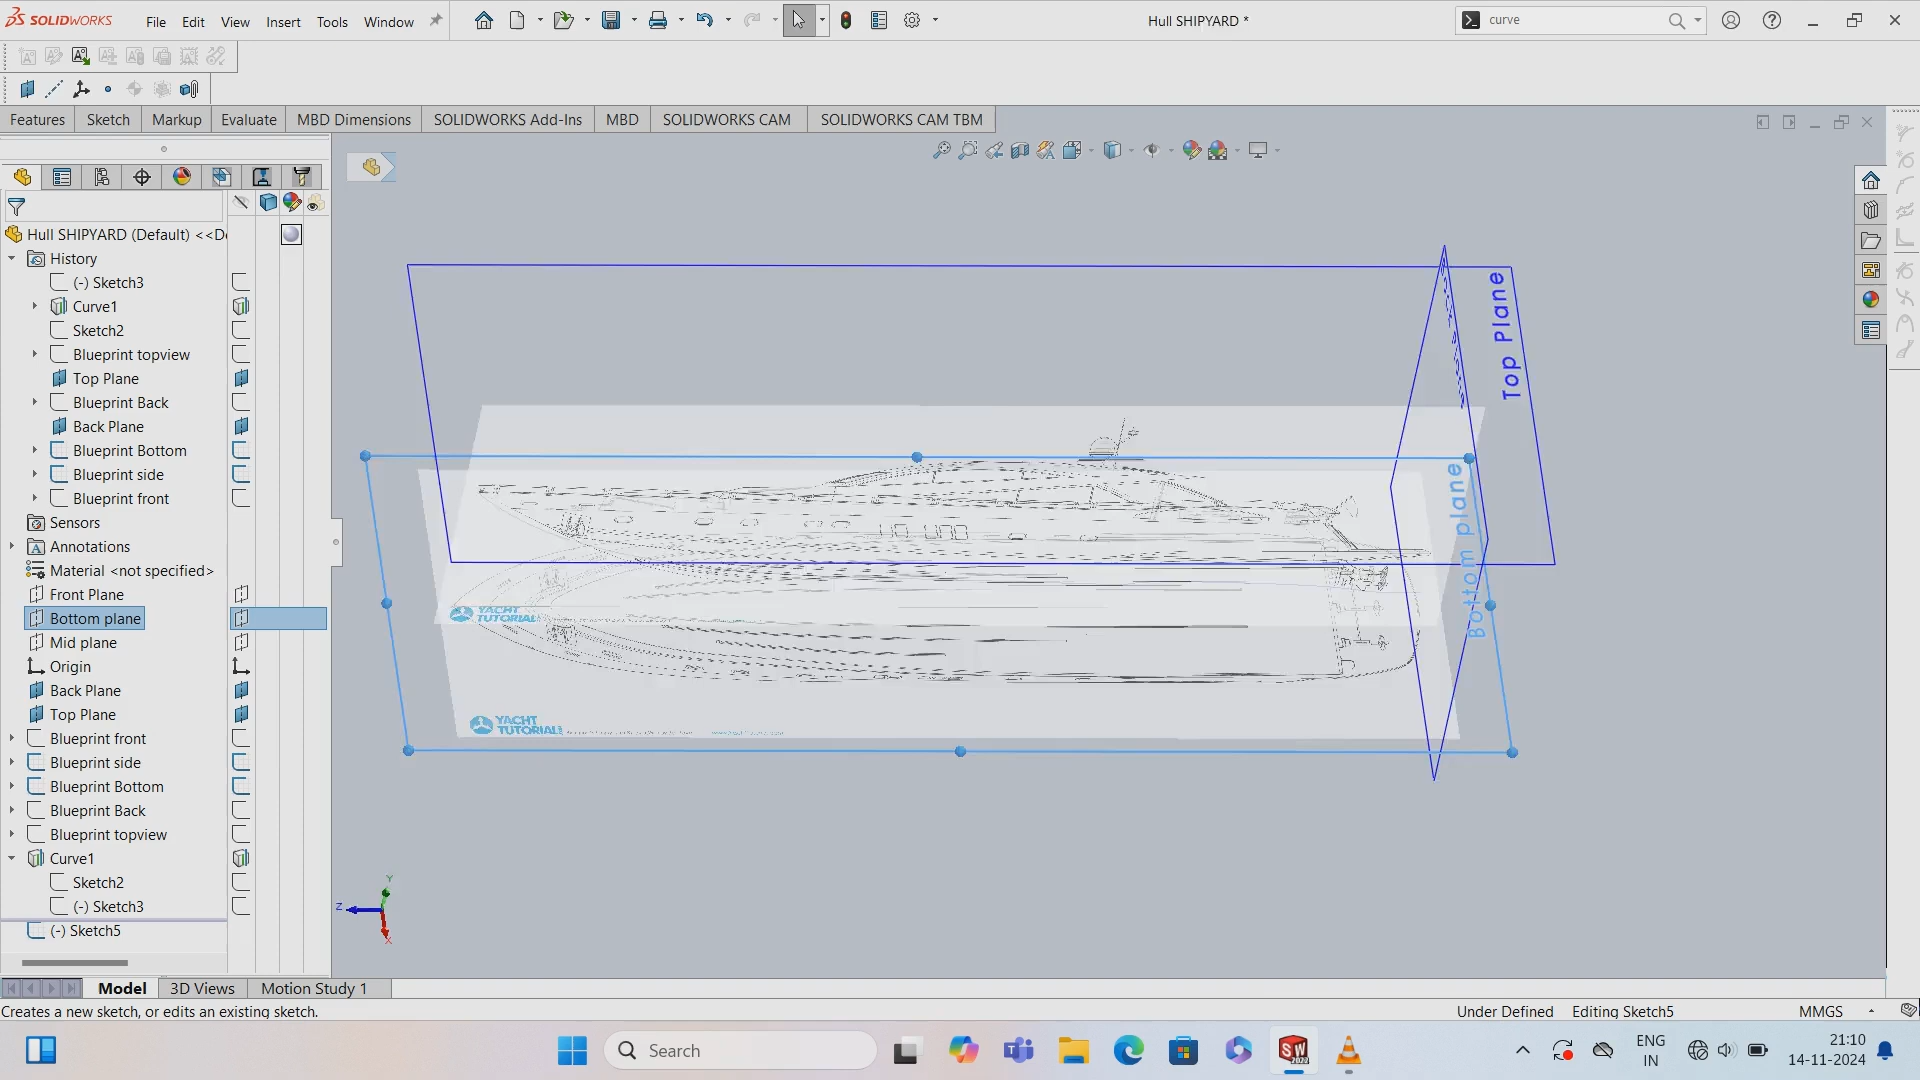 SOLIDWORKS
File
Edit
View
Insert
Tools
Window
Hull SHIPYARD *
curve
Features
Sketch
Markup
Evaluate
MBD Dimensions
SOLIDWORKS Add-Ins
MBD
SOLIDWORKS CAM
SOLIDWORKS CAM TBM
Hull SHIPYARD (Default) <<D
History
(-) Sketch3
Curve1
Sketch2
Blueprint topview
Top Plane
Blueprint Back
Back Plane
Blueprint Bottom
Blueprint side
Blueprint front
Sensors
Annotations
Material <not specified>
Front Plane
Bottom plane
Mid plane
Origin
Back Plane
Top Plane
Blueprint front
Blueprint side
Blueprint Bottom
Blueprint Back
Blueprint topview
Curve1
Sketch2
(-) Sketch3
(-) Sketch5
Top Plane
Bottom plane
YACHT
TUTORIAL
YACHT
TUTORIAL
Y
Z
X
Model
3D Views
Motion Study 1
Creates a new sketch, or edits an existing sketch.
Under Defined
Editing Sketch5
MMGS
Search
SW
2023
ENG
IN
21:10
14-11-2024